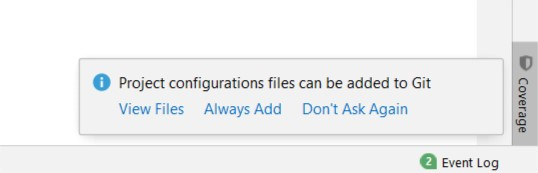 Project configurations files can be added to Git
View Files Always Add Don't Ask Again
Coverage
2 Event Log